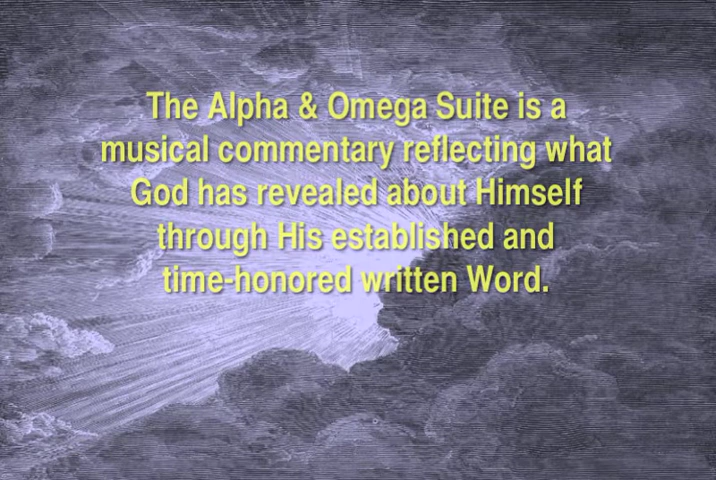 The Alpha & Omega Suite is a
musical commentary reflecting what
God has revealed about Himself
through His established and
time-honored written Word.